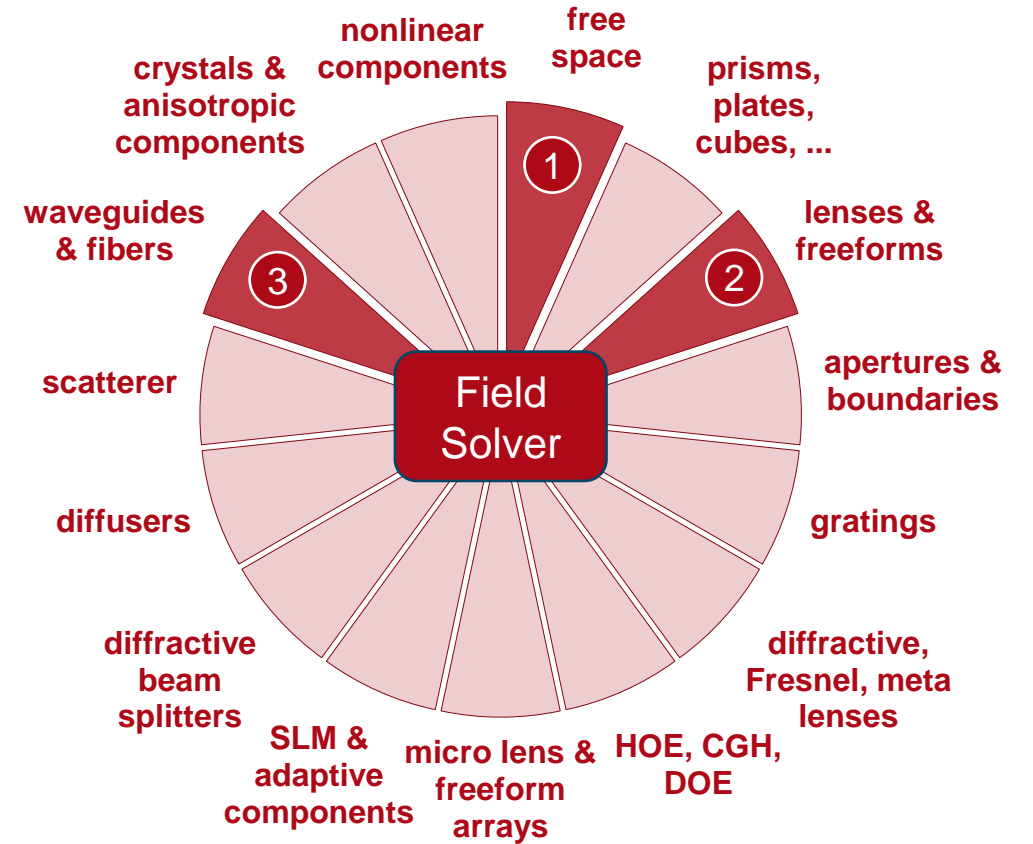 free
space
1
prisms,
plates,
cubes, ...
lenses &
freeforms
2
apertures &
boundaries
gratings
diffractive,
Fresnel, meta
lenses
HOE, CGH,
DOE
micro lens &
freeform
arrays
SLM &
adaptive
components
diffractive
beam
splitters
diffusers
scatterer
waveguides
& fibers
3
crystals &
anisotropic
components
nonlinear
components
Field
Solver